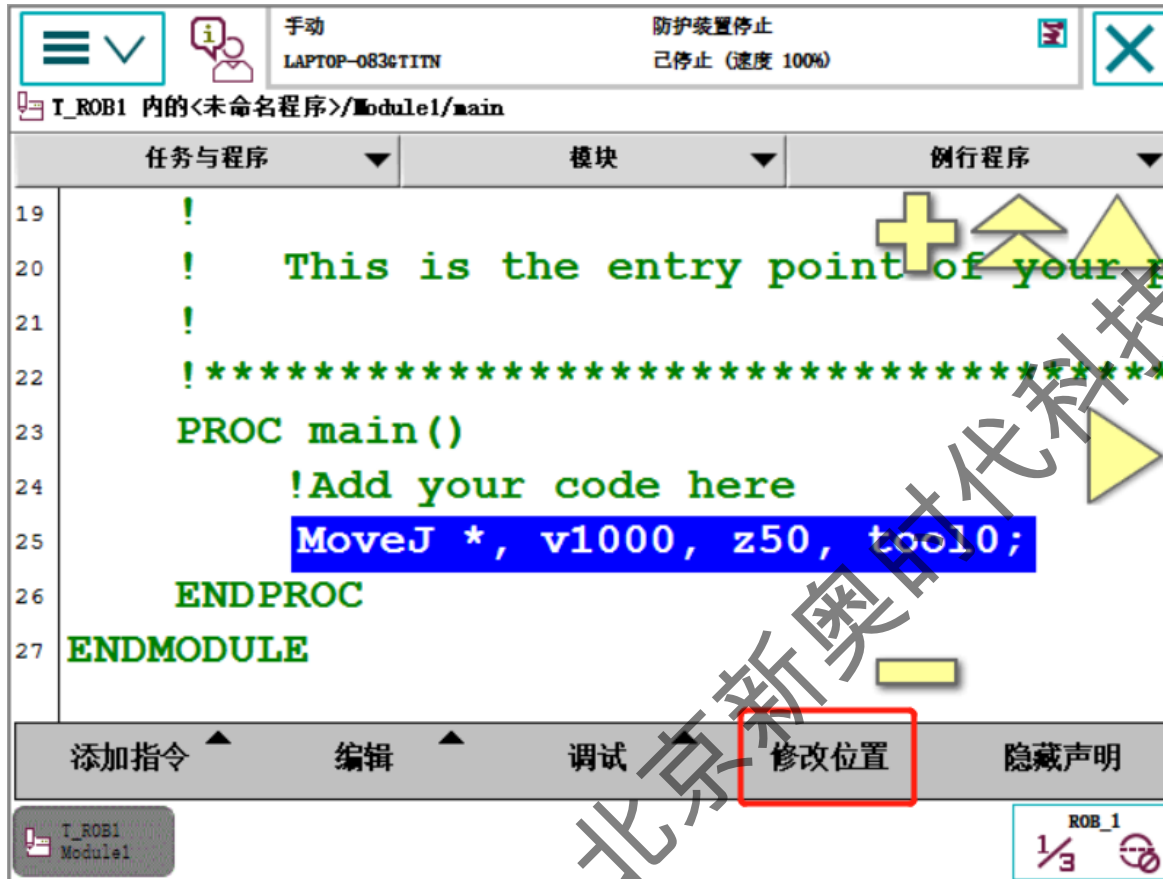 手动
防护装置停止
LAPTOP-083GTITN
已停止 (速度 100%)
T_ROB1 内的<未命名程序>/Module1/main
任务与程序 模块 例行程序
19 !
20 ! This is the entry point of your p
21 !
22 !************************************
23 PROC main()
24 !Add your code here
25 MoveJ *, v1000, z50, tool0;
26 ENDPROC
27 ENDMODULE
添加指令 编辑 调试 修改位置 隐藏声明
T_ROB1
Module1
ROB_1
1/3
北京新奥时代科技